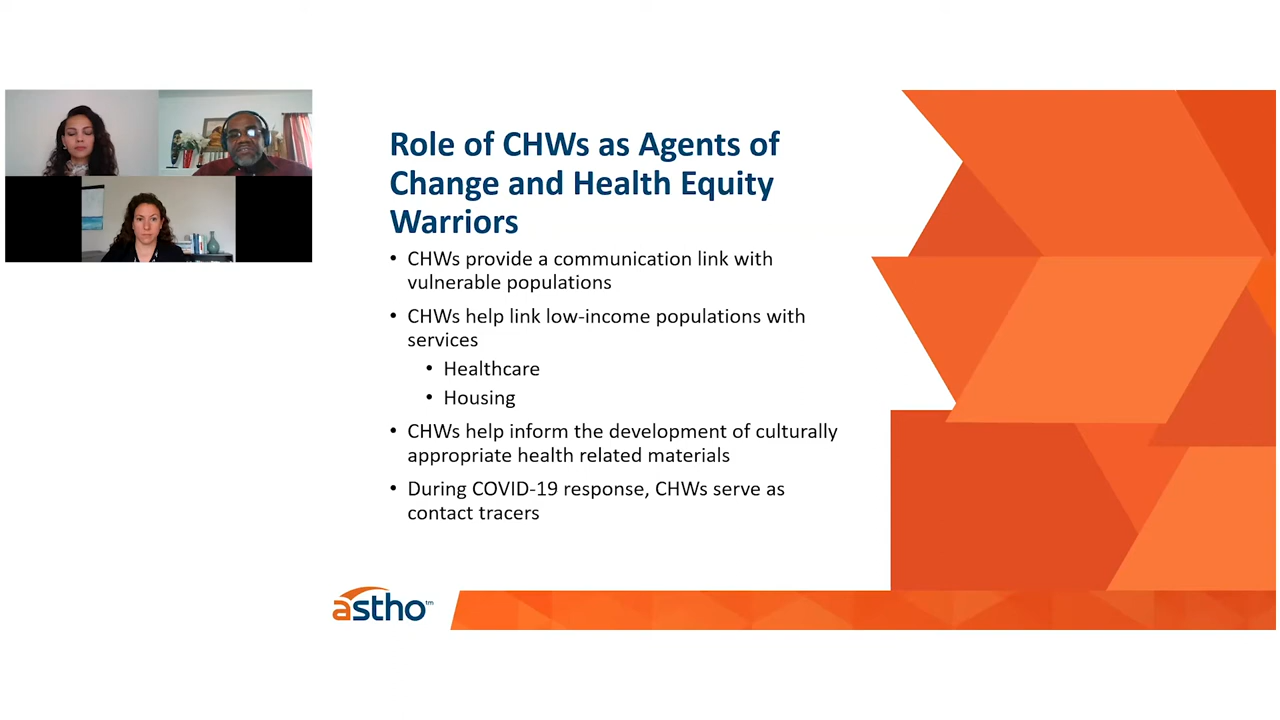 Role of CHWs as Agents of
Change and Health Equity
Warriors
• CHWs provide a communication link with
vulnerable populations
• CHWs help link low-income populations with
services
• Healthcare
• Housing
• CHWs help inform the development of culturally
appropriate health related materials
• During COVID-19 response, CHWs serve as
contact tracers
astho™